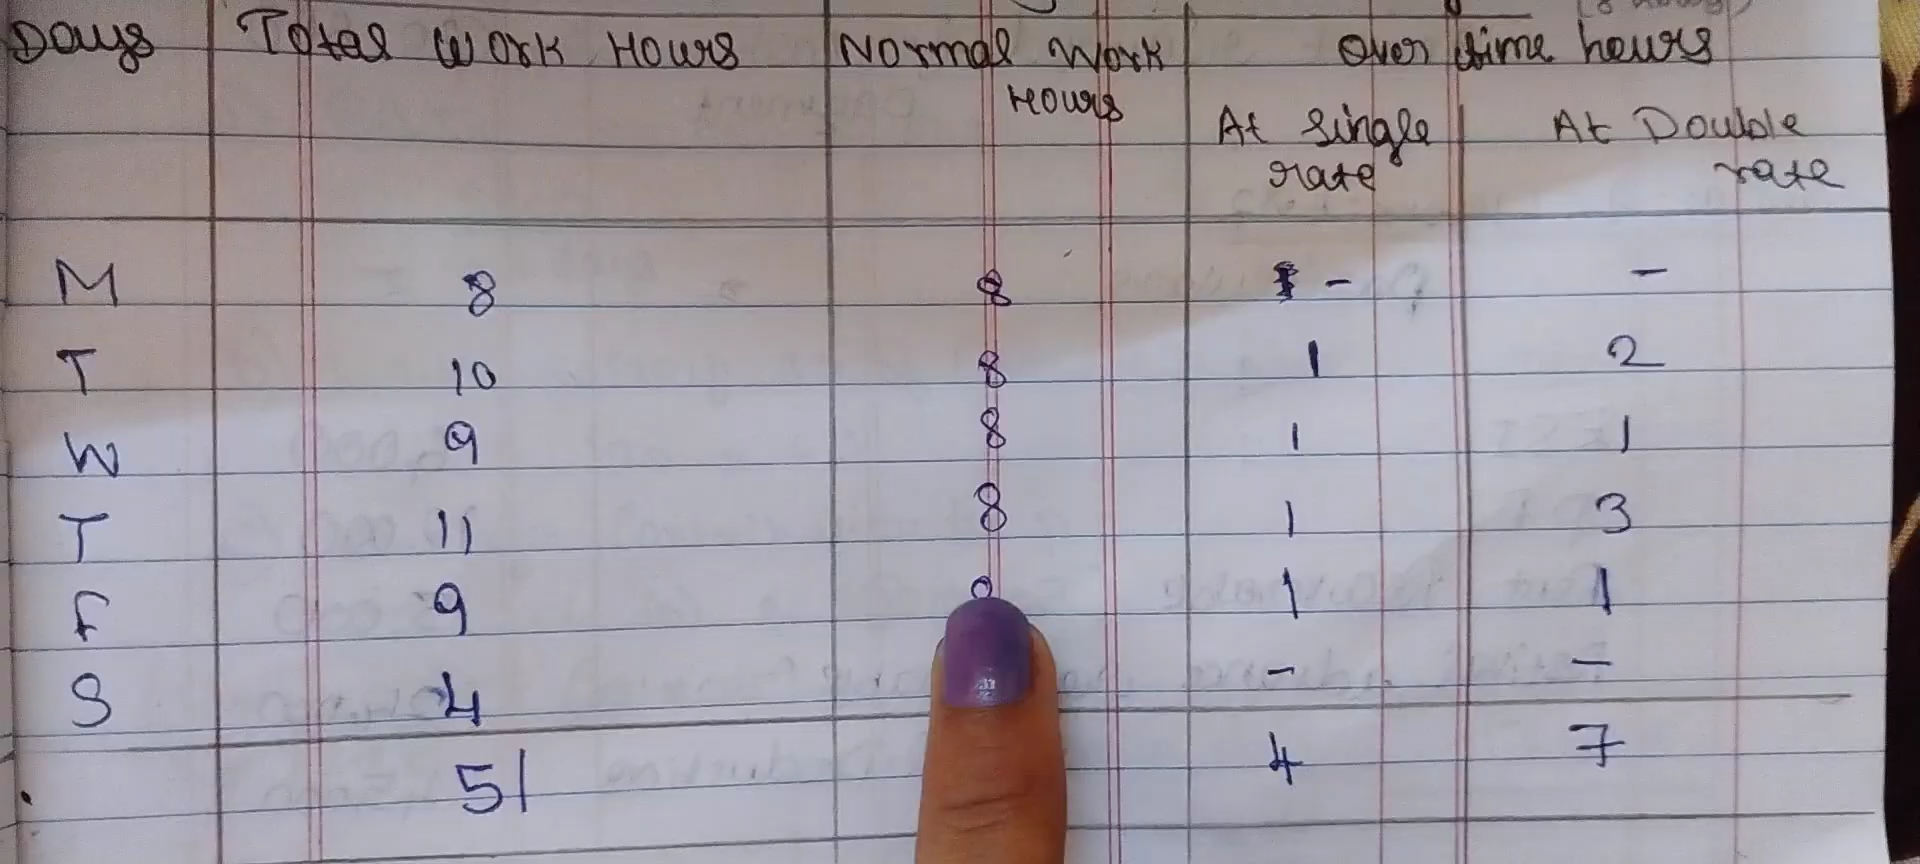 Days Total Work Hours Normal Work Hours Over time hours
At Single rate At Double rate
M 8 8 - -
T 10 8 1 2
W 9 8 1 1
T 11 8 1 3
F 9 1 1
S 4 - -
51 4 7